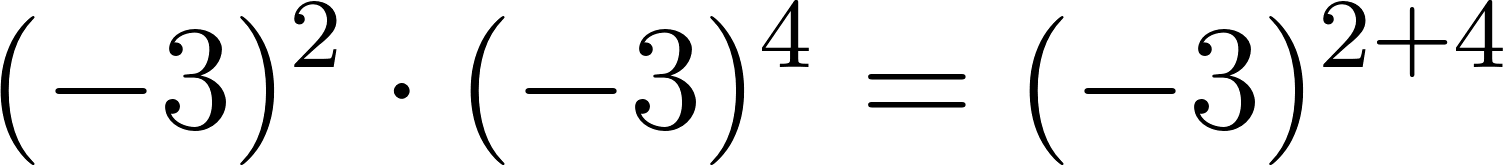 (−3)² · (−3)⁴ = (−3)²⁺⁴